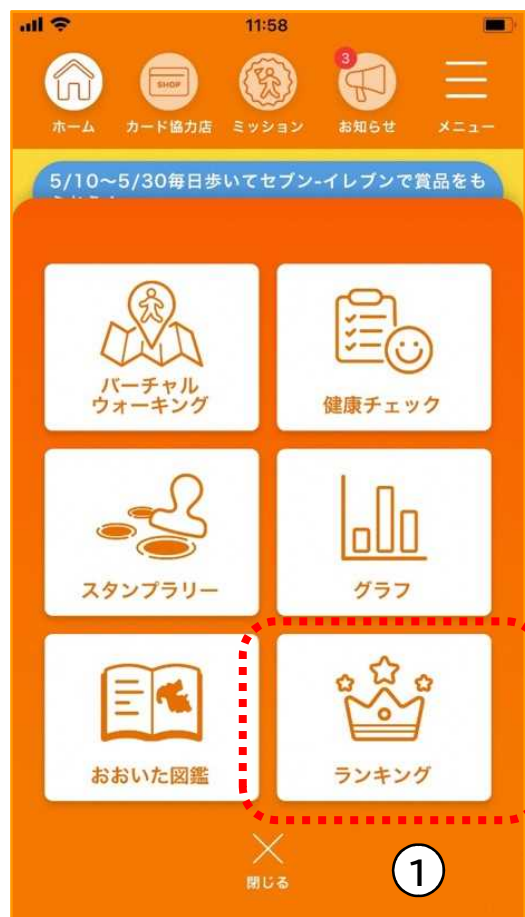 11:58
SHOP
3
ホーム
カード協力店
ミッション
お知らせ
メニュー
5/10～5/30毎日歩いてセブン-イレブンで賞品をも
バーチャル
ウォーキング
健康チェック
スタンプラリー
グラフ
おおいた図鑑
ランキング
閉じる
1